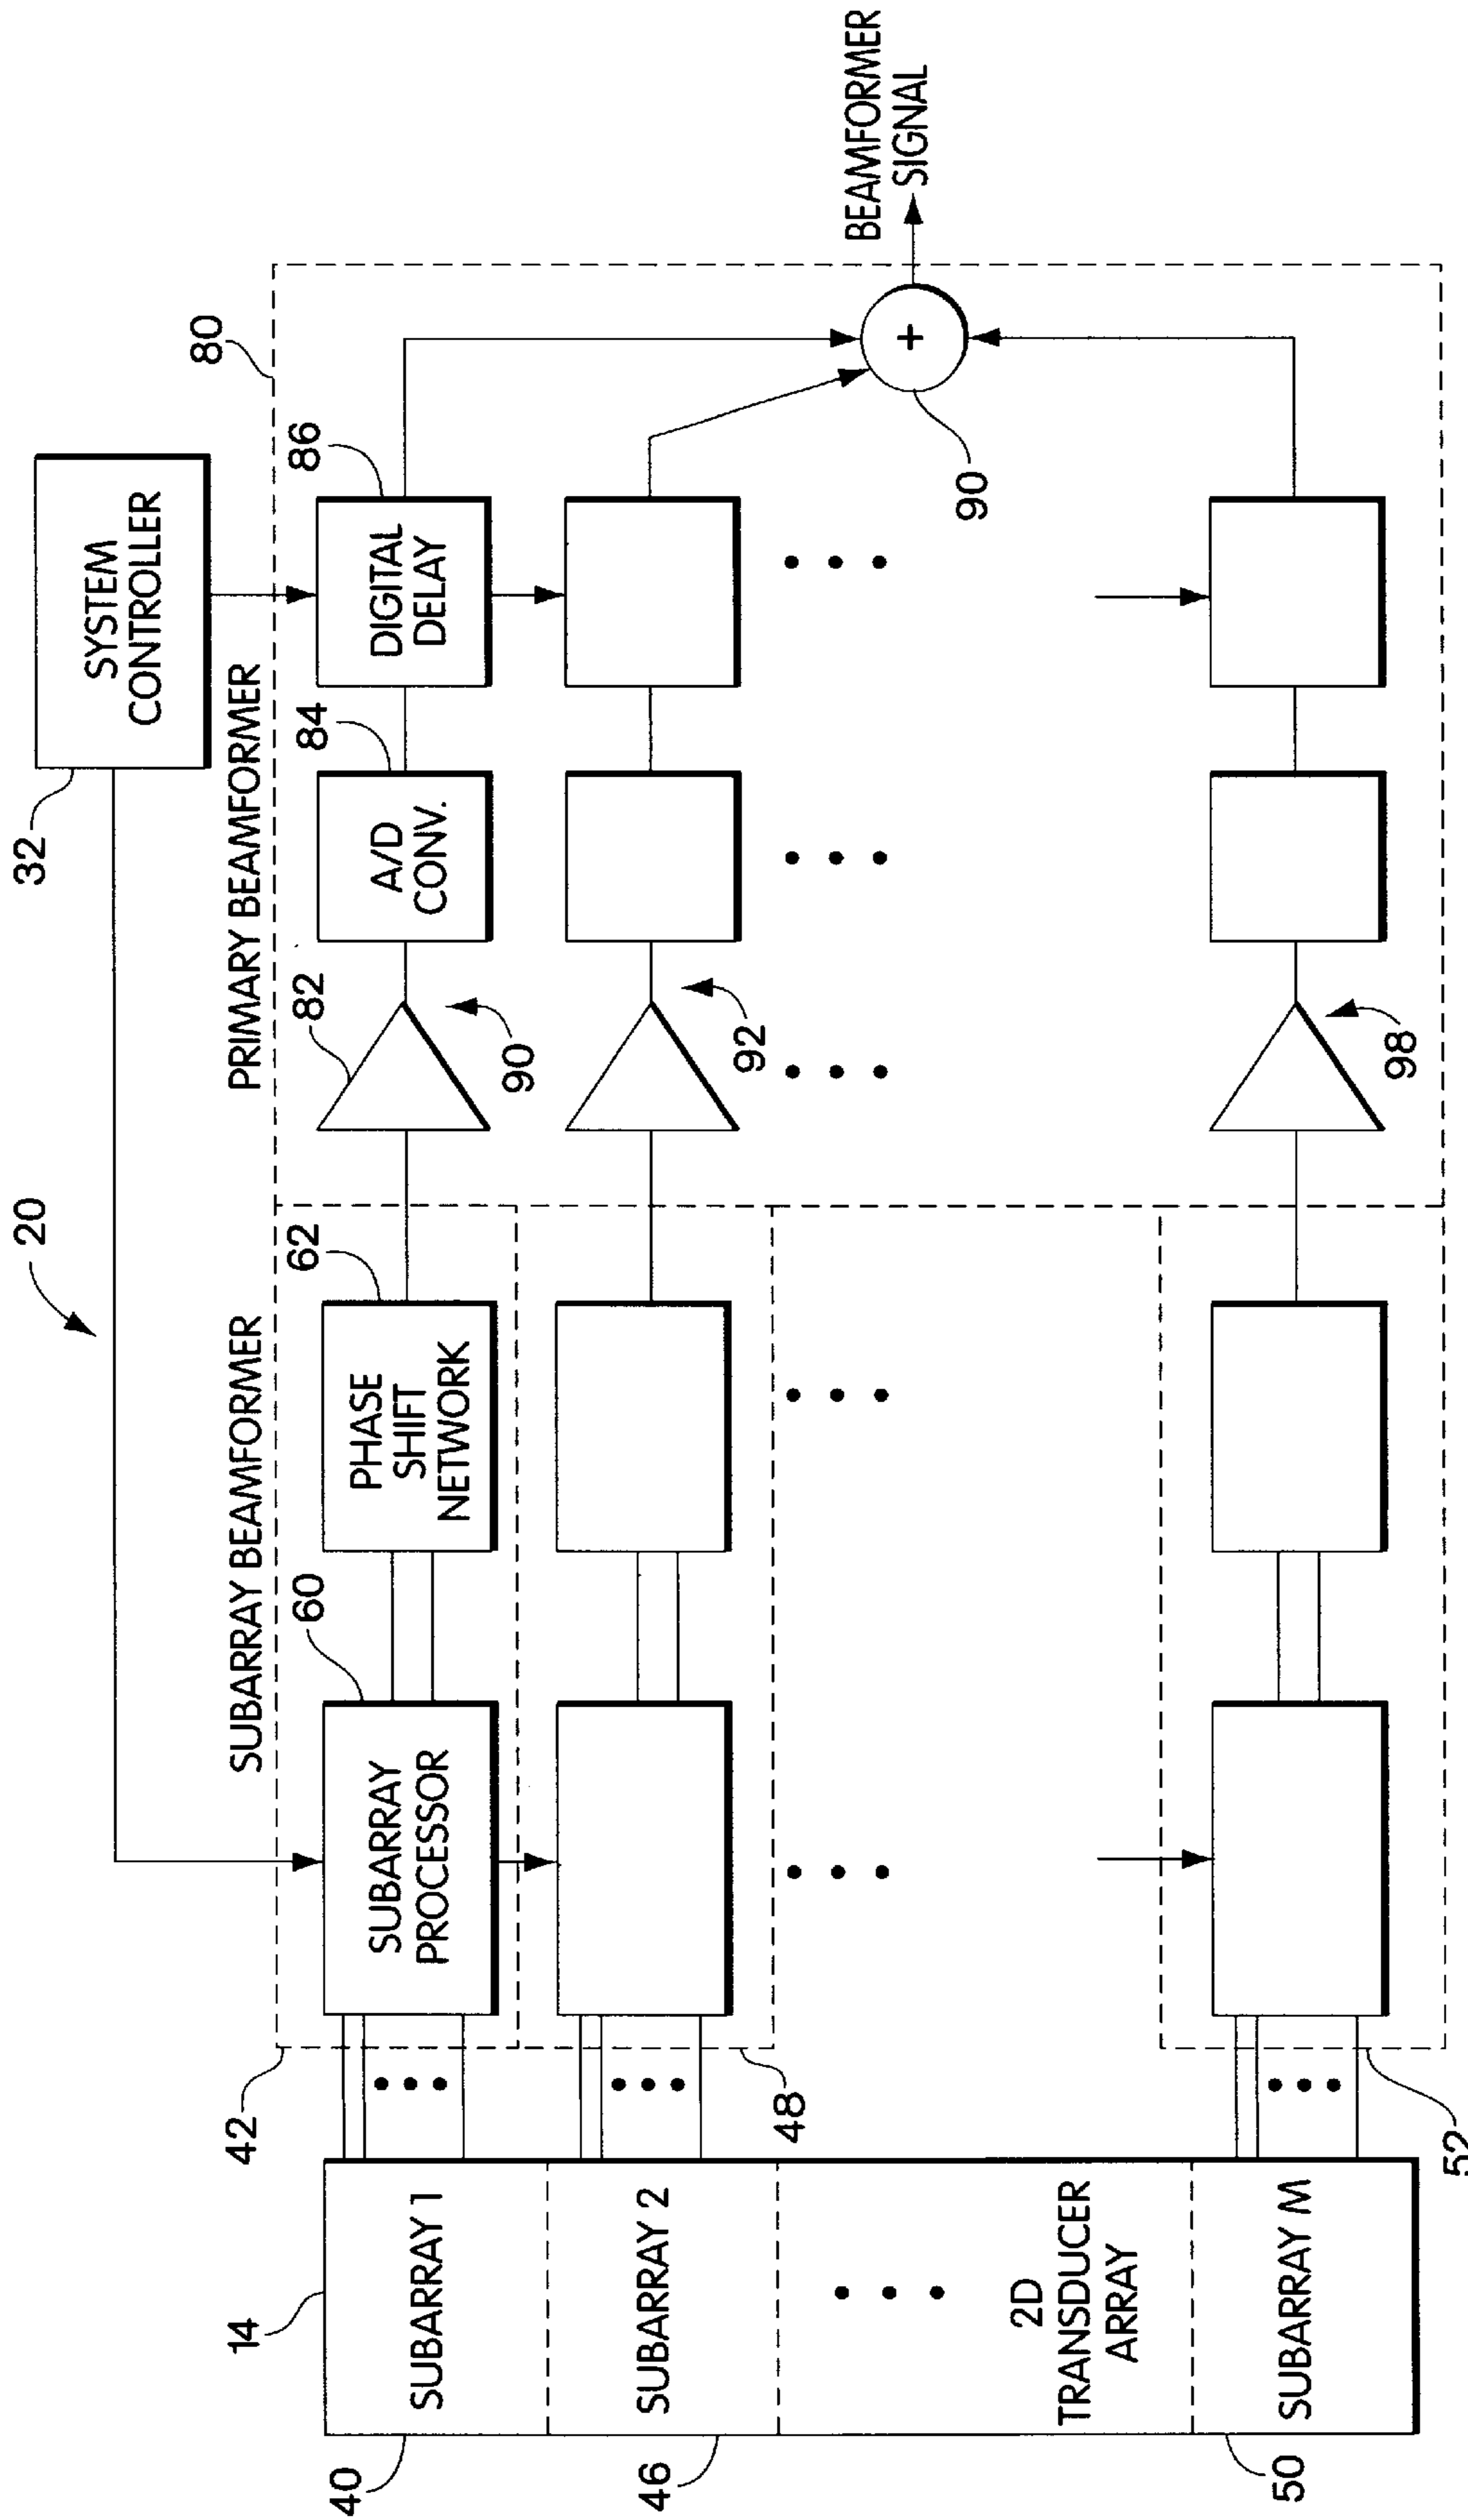 20
32
SYSTEM
CONTROLLER
SUBARRAY BEAMFORMER
PRIMARY BEAMFORMER
80
14
42
60
62
82
84
86
40
SUBARRAY 1
SUBARRAY
PROCESSOR
PHASE
SHIFT
NETWORK
A/D
CONV.
DIGITAL
DELAY
90
46
SUBARRAY 2
48
92
90
+
BEAMFORMER
SIGNAL
2D
TRANSDUCER
ARRAY
50
SUBARRAY M
52
98